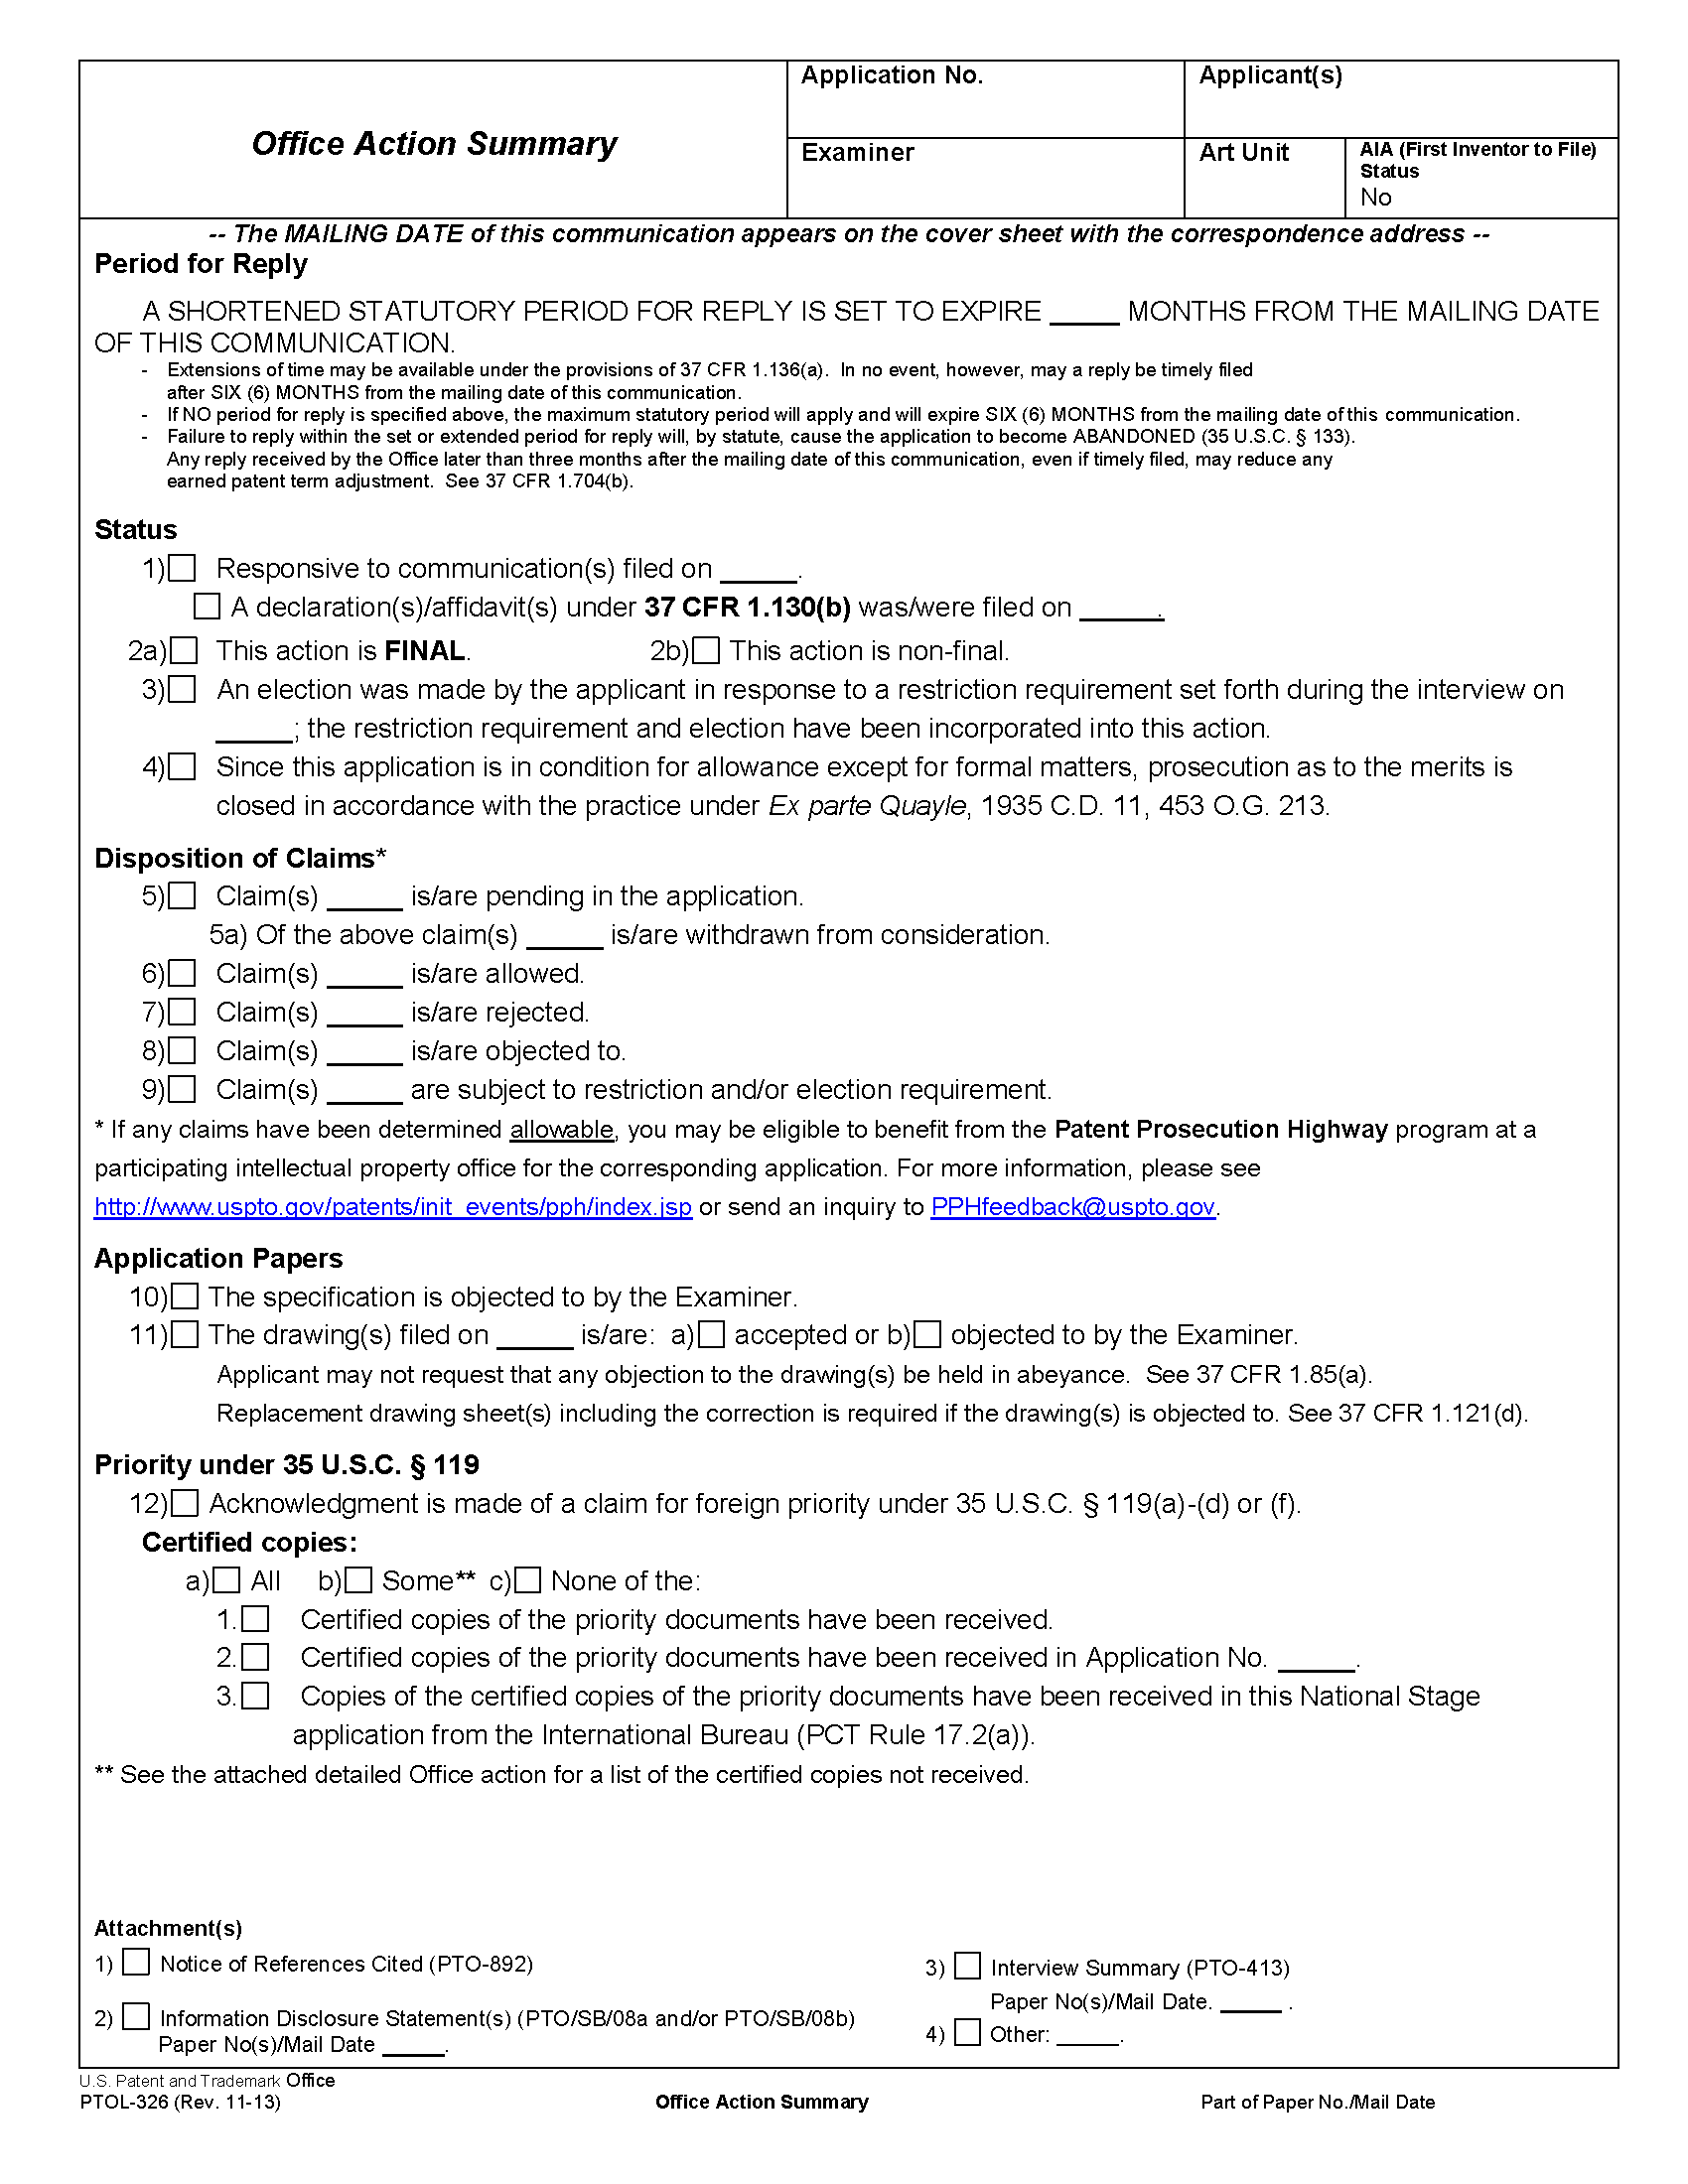 Office Action Summary
Application No.
Applicant(s)
Examiner
Art Unit
AIA (First Inventor to File)
Status
No
-- The MAILING DATE of this communication appears on the cover sheet with the correspondence address --
Period for Reply
A SHORTENED STATUTORY PERIOD FOR REPLY IS SET TO EXPIRE _____ MONTHS FROM THE MAILING DATE
OF THIS COMMUNICATION.
- Extensions of time may be available under the provisions of 37 CFR 1.136(a). In no event, however, may a reply be timely filed
after SIX (6) MONTHS from the mailing date of this communication.
- If NO period for reply is specified above, the maximum statutory period will apply and will expire SIX (6) MONTHS from the mailing date of this communication.
- Failure to reply within the set or extended period for reply will, by statute, cause the application to become ABANDONED (35 U.S.C. § 133).
Any reply received by the Office later than three months after the mailing date of this communication, even if timely filed, may reduce any
earned patent term adjustment. See 37 CFR 1.704(b).
Status
1)☐ Responsive to communication(s) filed on _____.
☐ A declaration(s)/affidavit(s) under 37 CFR 1.130(b) was/were filed on _____.
2a)☐ This action is FINAL. 2b)☐ This action is non-final.
3)☐ An election was made by the applicant in response to a restriction requirement set forth during the interview on
_____; the restriction requirement and election have been incorporated into this action.
4)☐ Since this application is in condition for allowance except for formal matters, prosecution as to the merits is
closed in accordance with the practice under Ex parte Quayle, 1935 C.D. 11, 453 O.G. 213.
Disposition of Claims*
5)☐ Claim(s) _____ is/are pending in the application.
5a) Of the above claim(s) _____ is/are withdrawn from consideration.
6)☐ Claim(s) _____ is/are allowed.
7)☐ Claim(s) _____ is/are rejected.
8)☐ Claim(s) _____ is/are objected to.
9)☐ Claim(s) _____ are subject to restriction and/or election requirement.
* If any claims have been determined allowable, you may be eligible to benefit from the Patent Prosecution Highway program at a
participating intellectual property office for the corresponding application. For more information, please see
http://www.uspto.gov/patents/init_events/pph/index.jsp or send an inquiry to PPHfeedback@uspto.gov.
Application Papers
10)☐ The specification is objected to by the Examiner.
11)☐ The drawing(s) filed on _____ is/are: a)☐ accepted or b)☐ objected to by the Examiner.
Applicant may not request that any objection to the drawing(s) be held in abeyance. See 37 CFR 1.85(a).
Replacement drawing sheet(s) including the correction is required if the drawing(s) is objected to. See 37 CFR 1.121(d).
Priority under 35 U.S.C. § 119
12)☐ Acknowledgment is made of a claim for foreign priority under 35 U.S.C. § 119(a)-(d) or (f).
Certified copies:
a)☐ All b)☐ Some** c)☐ None of the:
1.☐ Certified copies of the priority documents have been received.
2.☐ Certified copies of the priority documents have been received in Application No. _____.
3.☐ Copies of the certified copies of the priority documents have been received in this National Stage
application from the International Bureau (PCT Rule 17.2(a)).
** See the attached detailed Office action for a list of the certified copies not received.
Attachment(s)
1) ☐ Notice of References Cited (PTO-892)
2) ☐ Information Disclosure Statement(s) (PTO/SB/08a and/or PTO/SB/08b)
Paper No(s)/Mail Date _____.
3) ☐ Interview Summary (PTO-413)
Paper No(s)/Mail Date. _____ .
4) ☐ Other: _____.
U.S. Patent and Trademark Office
PTOL-326 (Rev. 11-13)
Office Action Summary
Part of Paper No./Mail Date